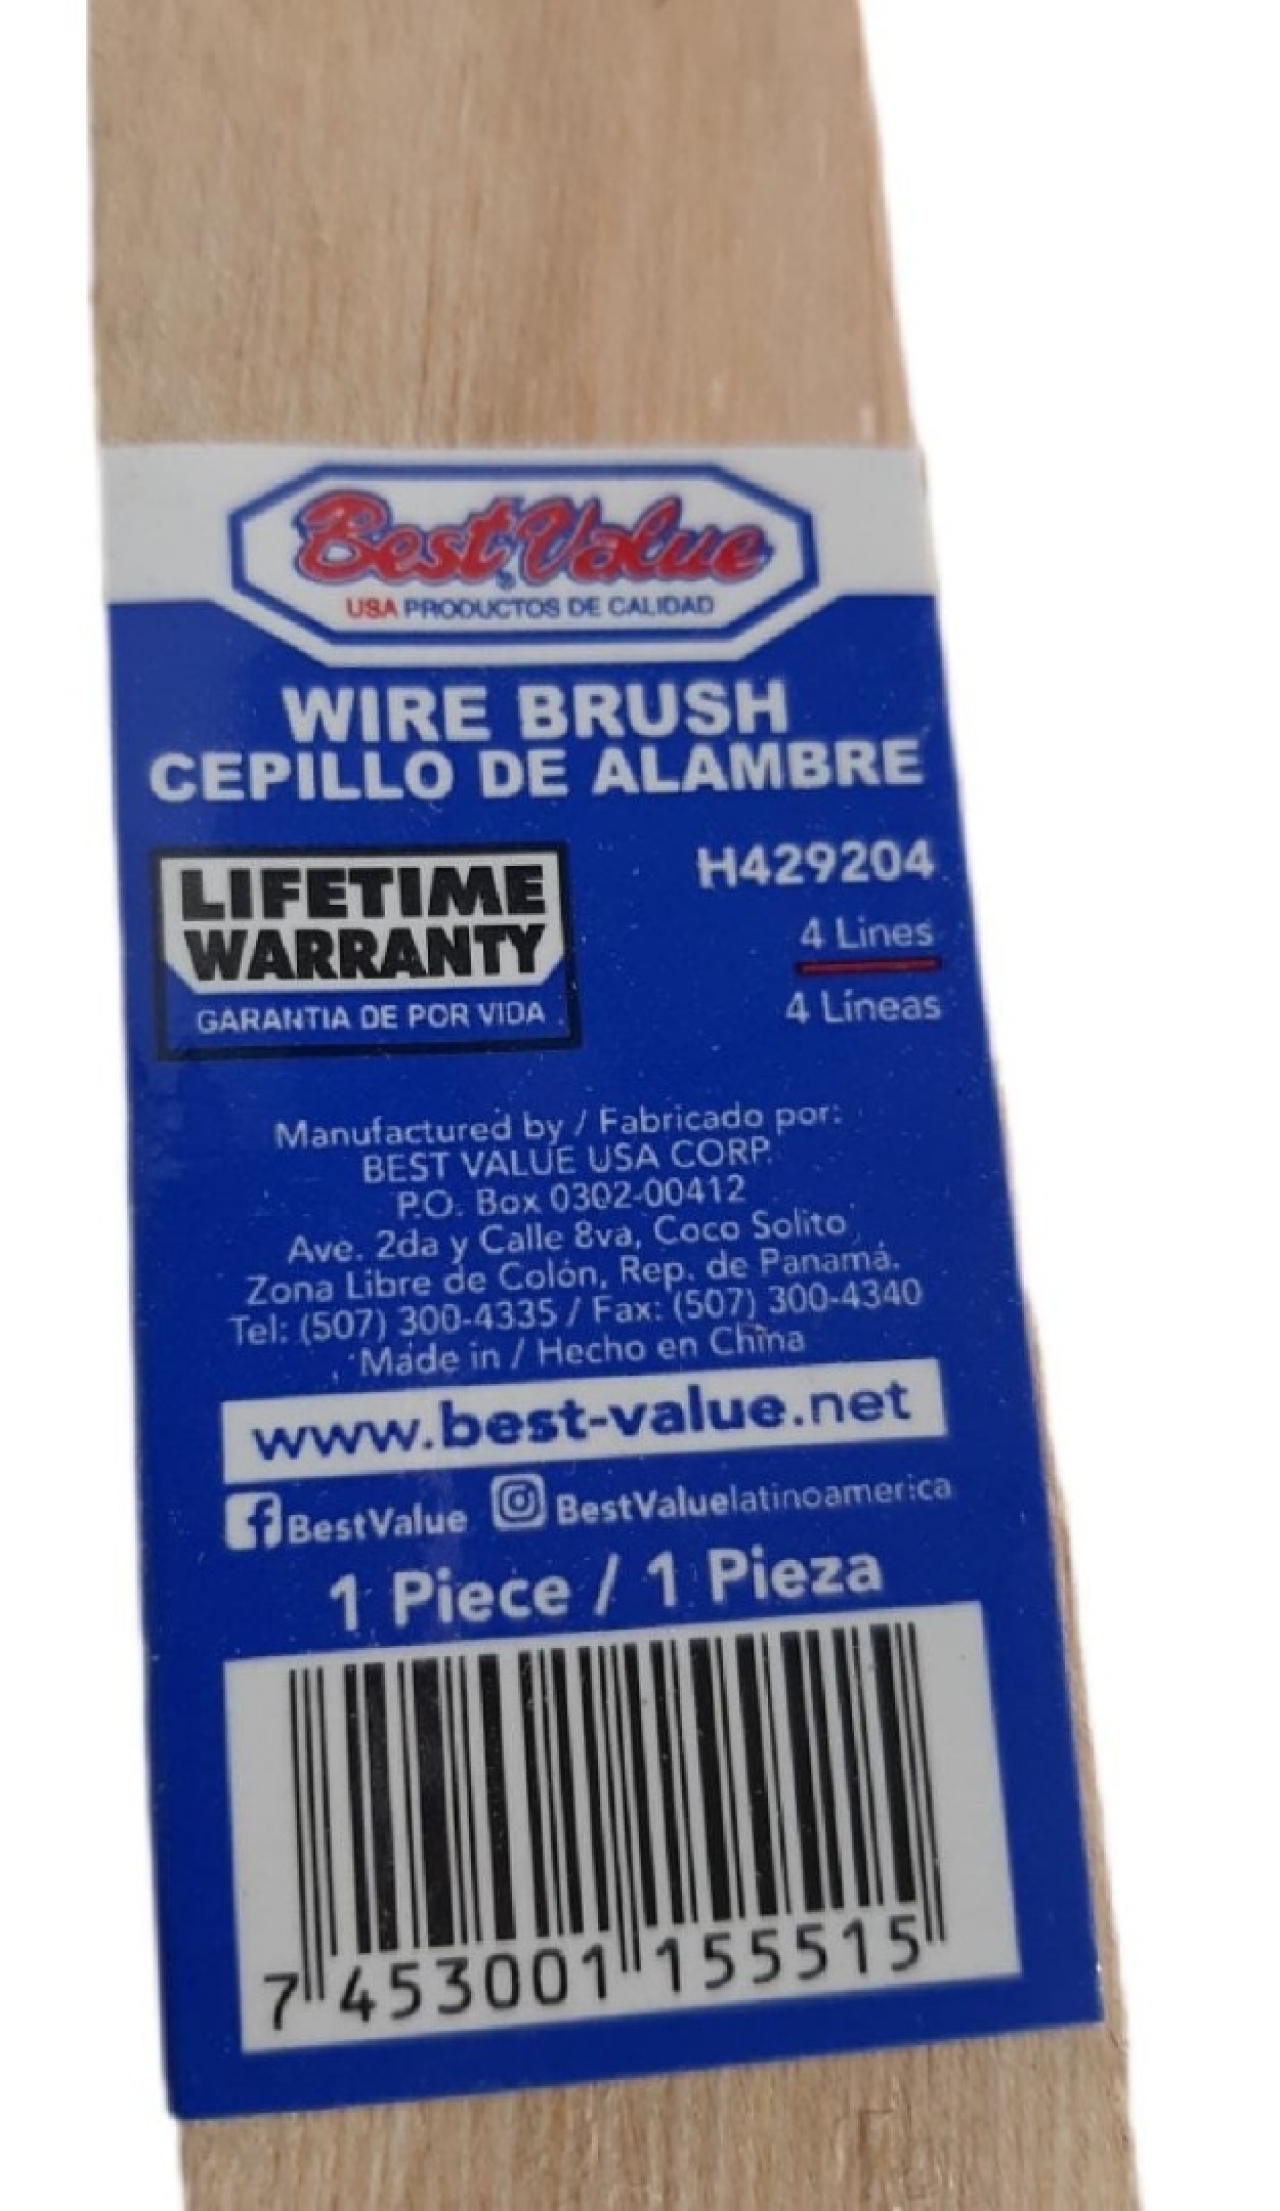 Best Value
®
USA PRODUCTOS DE CALIDAD
WIRE BRUSH
CEPILLO DE ALAMBRE
LIFETIME
WARRANTY
GARANTIA DE POR VIDA
H429204
4 Lines
4 Líneas
Manufactured by / Fabricado por:
BEST VALUE USA CORP.
P.O. Box 0302-00412
Ave. 2da y Calle 8va, Coco Solito
Zona Libre de Colón, Rep. de Panamá.
Tel: (507) 300-4335 / Fax: (507) 300-4340
Made in / Hecho en China
www.best-value.net
BestValue BestValuelatinoamerica
1 Piece / 1 Pieza
7 453001 155515